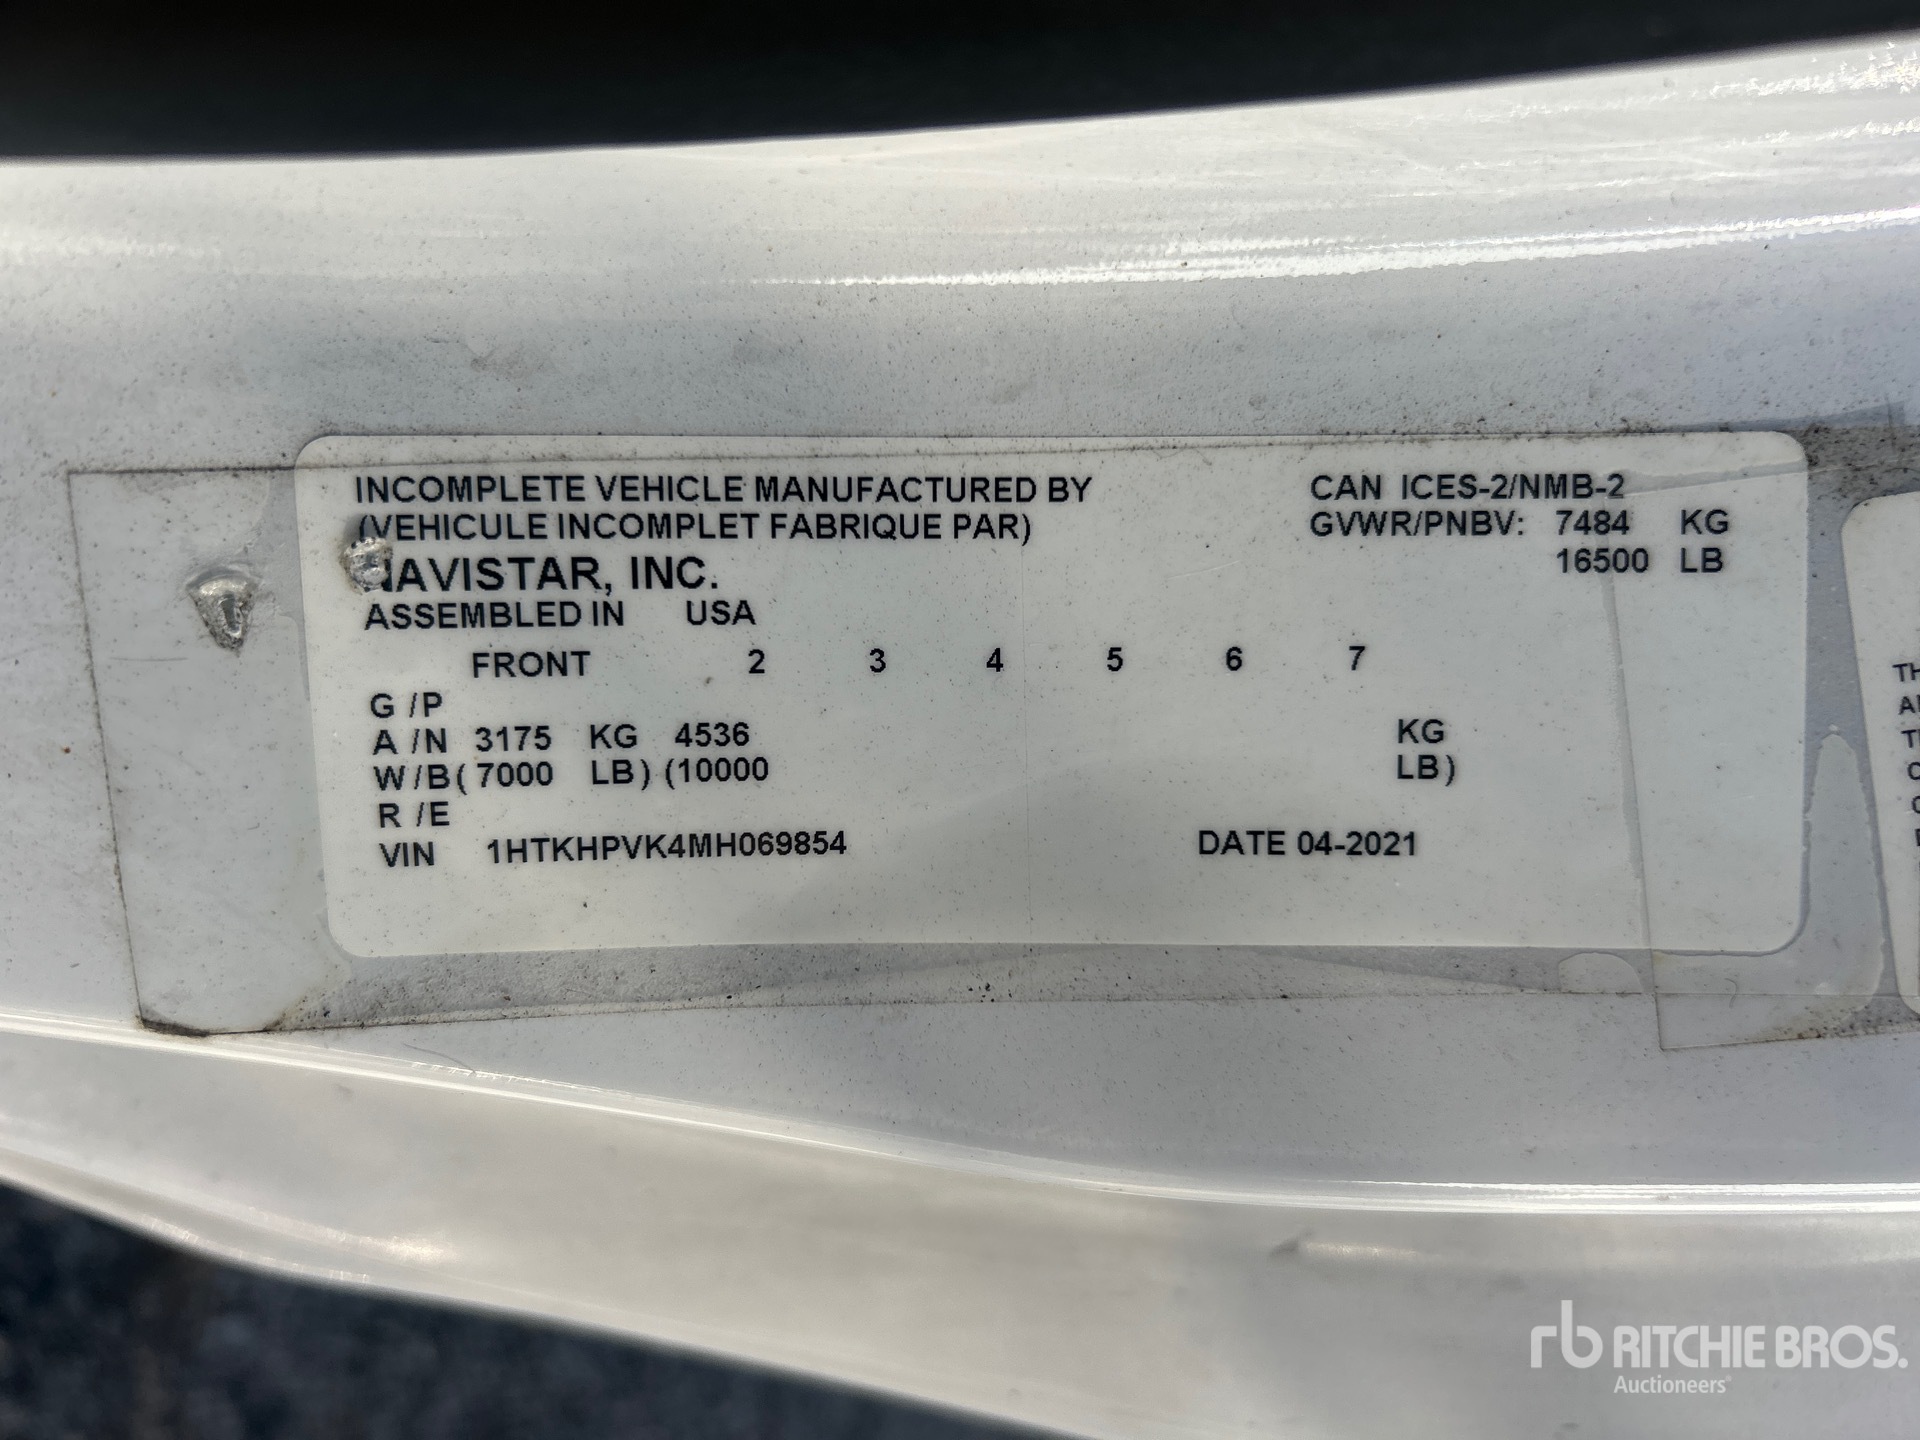 INCOMPLETE VEHICLE MANUFACTURED BY CAN ICES-2/NMB-2
(VEHICULE INCOMPLET FABRIQUE PAR) GVWR/PNBV: 7484 KG
NAVISTAR, INC. 16500 LB
ASSEMBLED IN USA
FRONT 2 3 4 5 6 7
G /P
A /N 3175 KG 4536 KG
W /B ( 7000 LB) (10000 LB)
R /E
VIN 1HTKHPVK4MH069854 DATE 04-2021
rb RITCHIE BROS.
Auctioneers